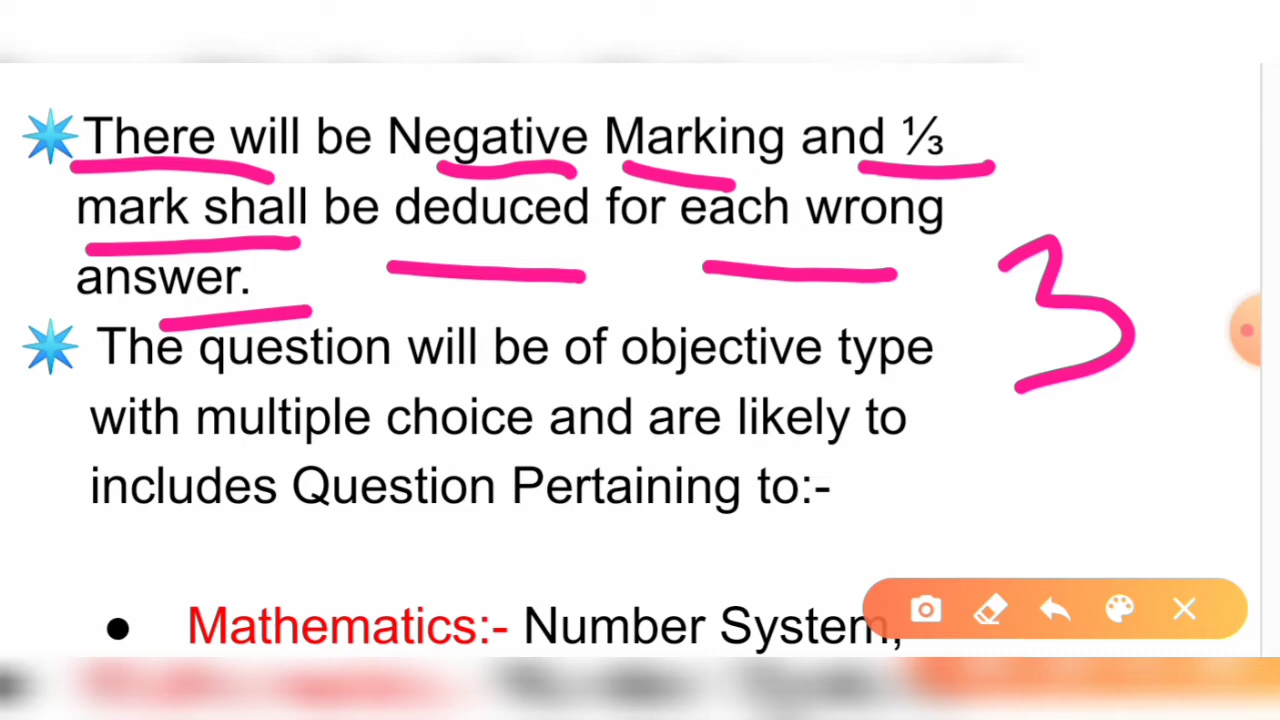 There will be Negative Marking and ⅓
mark shall be deduced for each wrong
answer.
3
The question will be of objective type
with multiple choice and are likely to
includes Question Pertaining to:-
● Mathematics:- Number System,